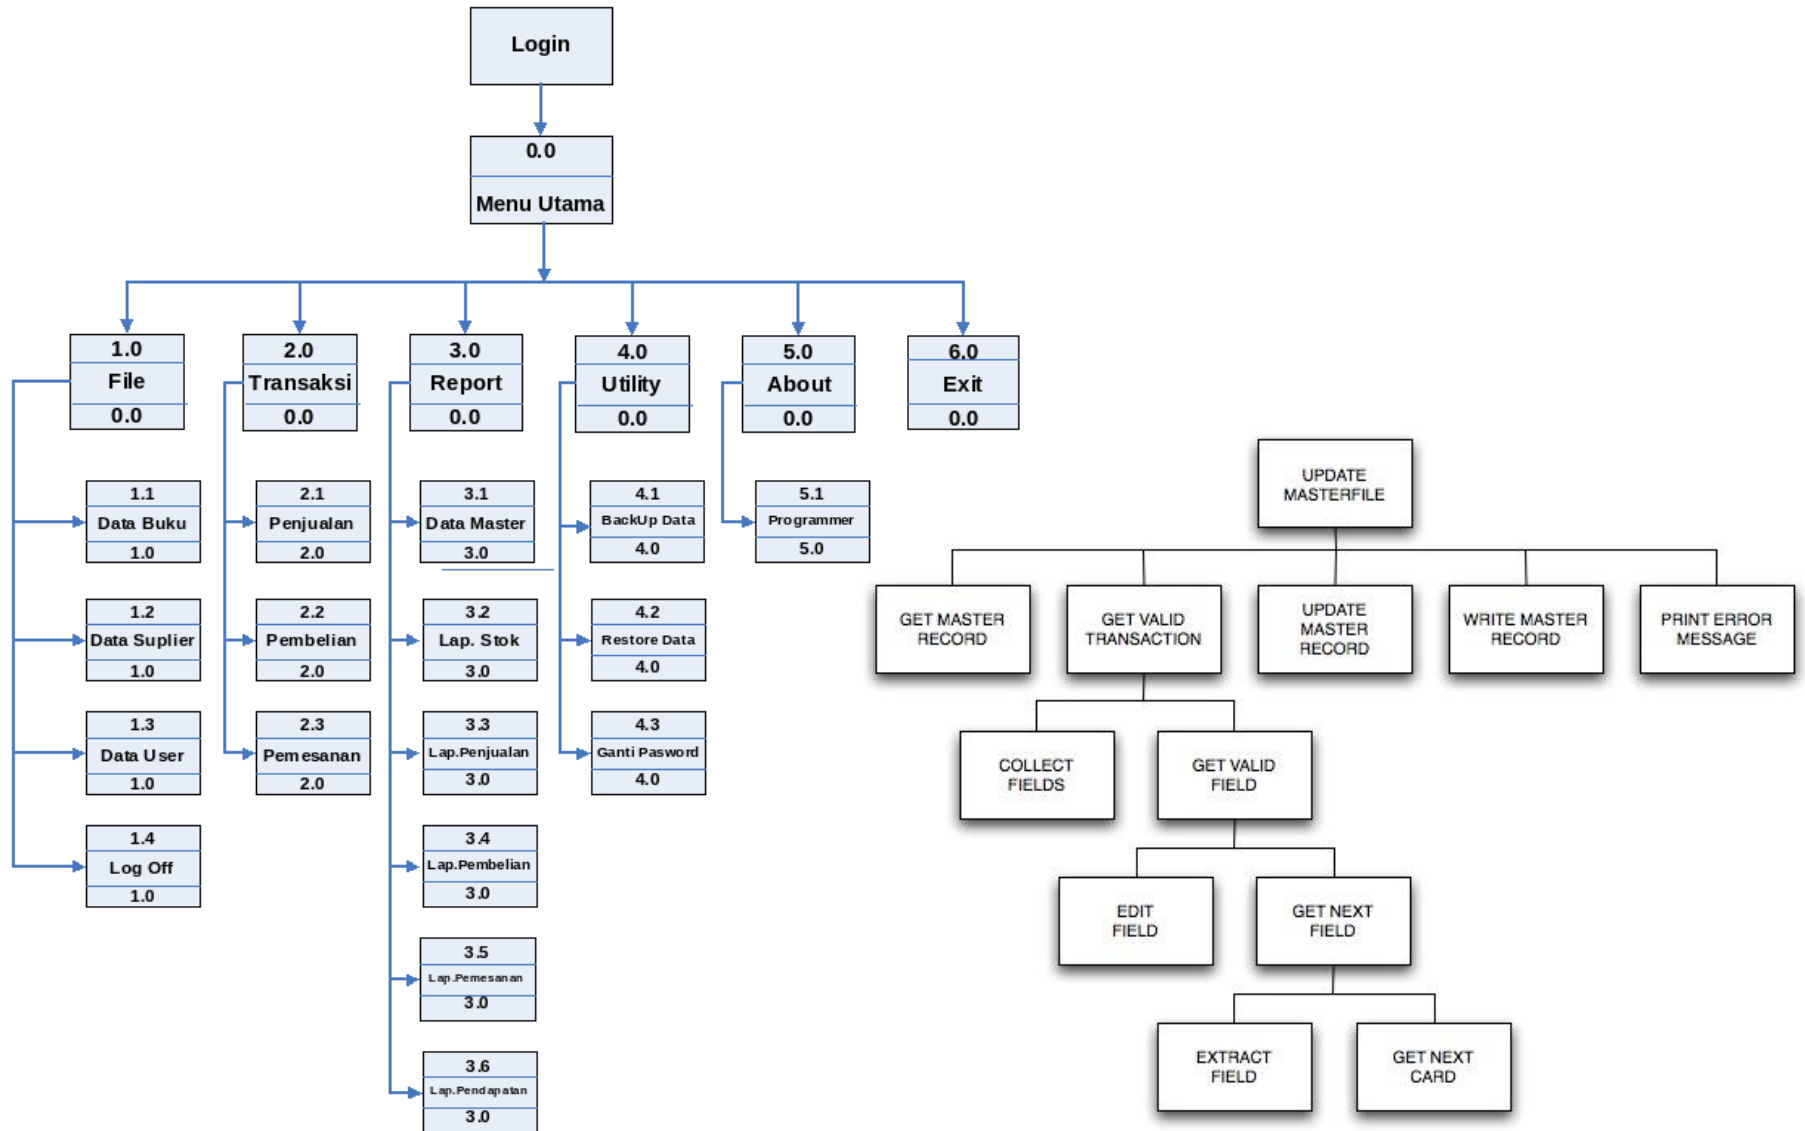 Login
0.0
Menu Utama
1.0
File
0.0
2.0
Transaksi
0.0
3.0
Report
0.0
4.0
Utility
0.0
5.0
About
0.0
6.0
Exit
0.0
1.1
Data Buku
1.0
1.2
Data Suplier
1.0
1.3
Data User
1.0
1.4
Log Off
1.0
2.1
Penjualan
2.0
2.2
Pembelian
2.0
2.3
Pemesanan
2.0
3.1
Data Master
3.0
3.2
Lap. Stok
3.0
3.3
Lap.Penjualan
3.0
3.4
Lap.Pembelian
3.0
3.5
Lap.Pemesanan
3.0
3.6
Lap.Pendapatan
3.0
4.1
BackUp Data
4.0
4.2
Restore Data
4.0
4.3
Ganti Pasword
4.0
5.1
Programmer
5.0
UPDATE
MASTERFILE
GET MASTER
RECORD
GET VALID
TRANSACTION
UPDATE
MASTER
RECORD
WRITE MASTER
RECORD
PRINT ERROR
MESSAGE
COLLECT
FIELDS
GET VALID
FIELD
EDIT
FIELD
GET NEXT
FIELD
EXTRACT
FIELD
GET NEXT
CARD